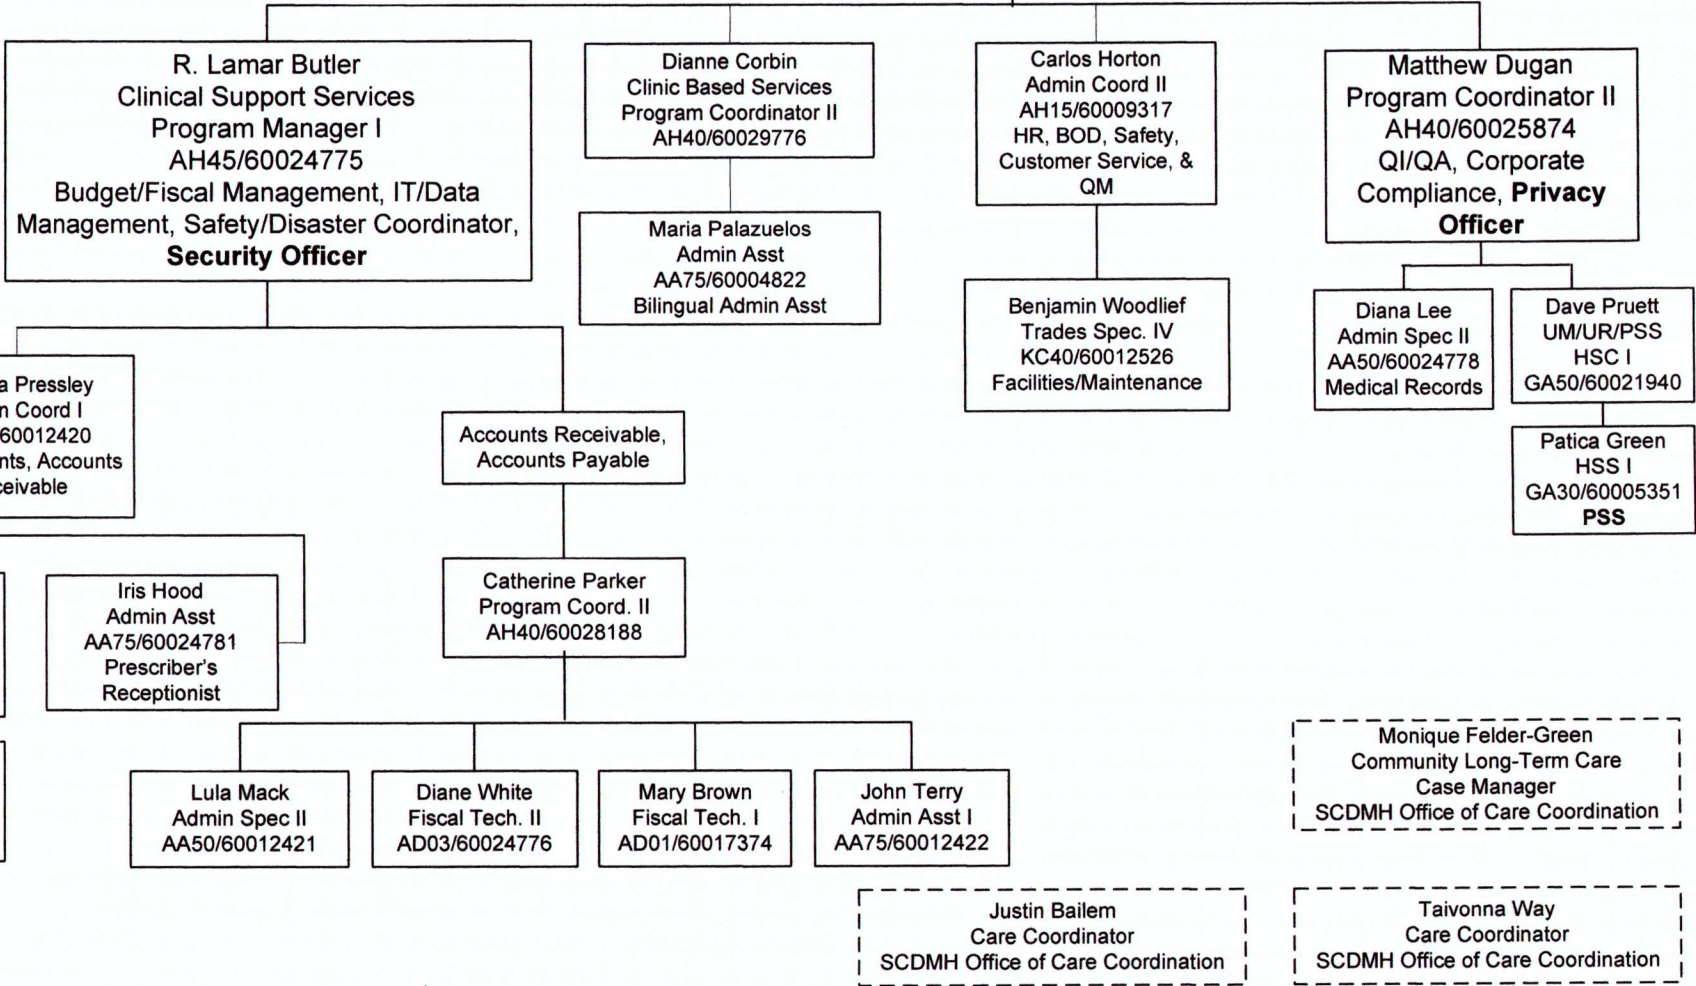 R. Lamar Butler
Clinical Support Services
Program Manager I
AH45/60024775
Budget/Fiscal Management, IT/Data
Management, Safety/Disaster Coordinator,
Security Officer
Dianne Corbin
Clinic Based Services
Program Coordinator II
AH40/60029776
Carlos Horton
Admin Coord II
AH15/60009317
HR, BOD, Safety,
Customer Service, &
QM
Matthew Dugan
Program Coordinator II
AH40/60025874
QI/QA, Corporate
Compliance, Privacy
Officer
Maria Palazuelos
Admin Asst
AA75/60004822
Bilingual Admin Asst
Benjamin Woodlief
Trades Spec. IV
KC40/60012526
Facilities/Maintenance
Diana Lee
Admin Spec II
AA50/60024778
Medical Records
Dave Pruett
UM/UR/PSS
HSC I
GA50/60021940
Patica Green
HSS I
GA30/60005351
PSS
a Pressley
n Coord I
/60012420
nts, Accounts
ceivable
Accounts Receivable,
Accounts Payable
Iris Hood
Admin Asst
AA75/60024781
Prescriber's
Receptionist
Catherine Parker
Program Coord. II
AH40/60028188
Lula Mack
Admin Spec II
AA50/60012421
Diane White
Fiscal Tech. II
AD03/60024776
Mary Brown
Fiscal Tech. I
AD01/60017374
John Terry
Admin Asst I
AA75/60012422
Monique Felder-Green
Community Long-Term Care
Case Manager
SCDMH Office of Care Coordination
Justin Bailem
Care Coordinator
SCDMH Office of Care Coordination
Taivonna Way
Care Coordinator
SCDMH Office of Care Coordination